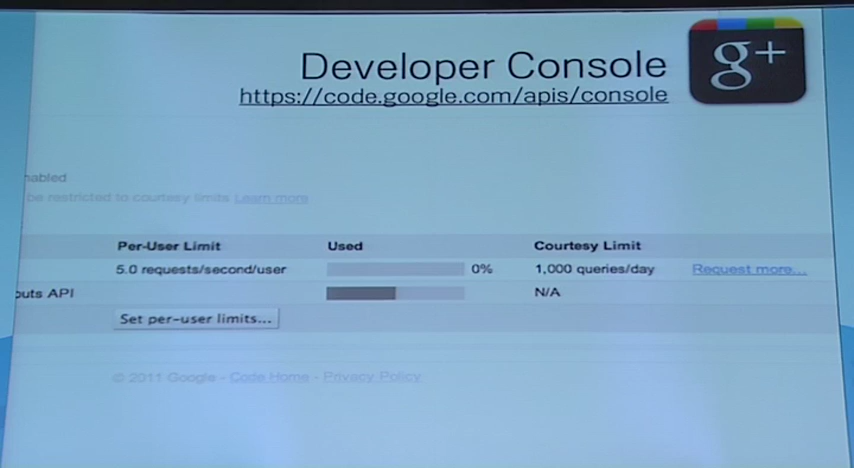 Developer Console
g+
https://code.google.com/apis/console
nabled
be restricted to courtesy limits Learn more
Per-User Limit Used Courtesy Limit
5.0 requests/second/user 0% 1,000 queries/day Request more...
outs API N/A
Set per-user limits...
© 2011 Google - Code Home - Privacy Policy